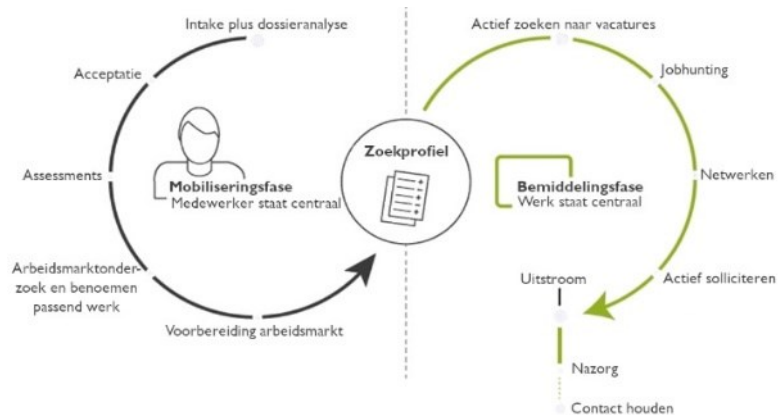 Intake plus dossieranalyse
Acceptatie
Assessments
Arbeidsmarktonder-
zoek en benoemen
passend werk
Voorbereiding arbeidsmarkt
Mobiliseringsfase
Medewerker staat centraal
Zoekprofiel
Actief zoeken naar vacatures
Jobhunting
Netwerken
Actief solliciteren
Bemiddelingsfase
Werk staat centraal
Uitstroom
Nazorg
Contact houden